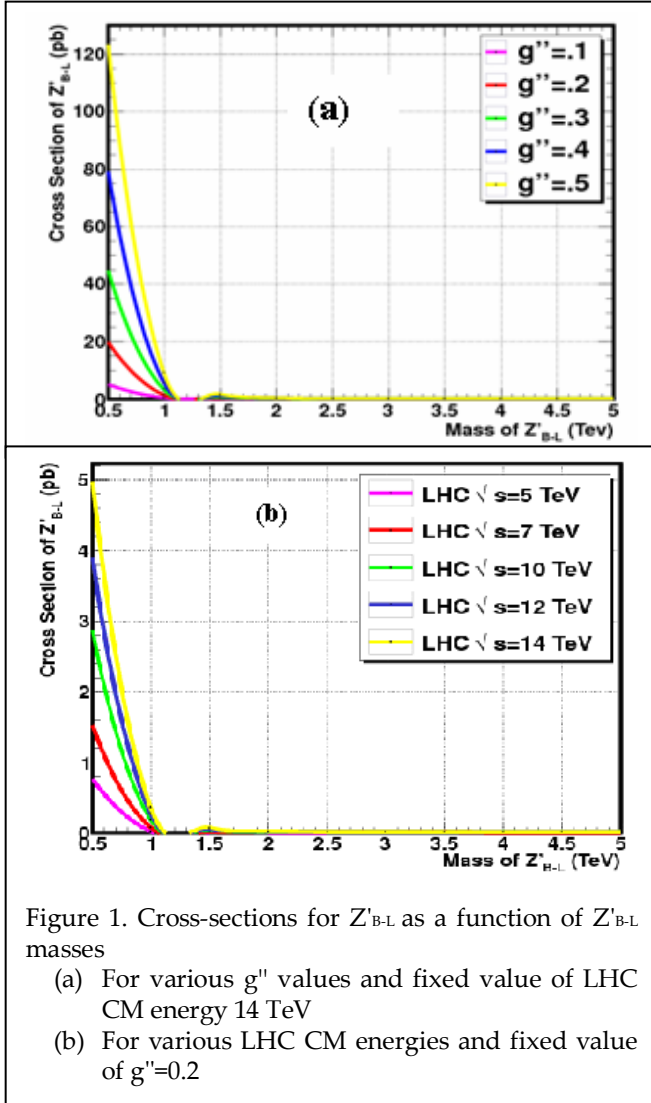 Cross Section of Z'B-L (pb)
120
100
80
60
40
20
0
(a)
g''=.1
g''=.2
g''=.3
g''=.4
g''=.5
0.5 1 1.5 2 2.5 3 3.5 4 4.5 5
Mass of Z'B-L (Tev)
Cross Section of Z'B-L (pb)
5
4
3
2
1
0
(b)
LHC √ s=5 TeV
LHC √ s=7 TeV
LHC √ s=10 TeV
LHC √ s=12 TeV
LHC √ s=14 TeV
0.5 1 1.5 2 2.5 3 3.5 4 4.5 5
Mass of Z'B-L (TeV)
Figure 1. Cross-sections for Z'B-L as a function of Z'B-L
masses
(a) For various g" values and fixed value of LHC
CM energy 14 TeV
(b) For various LHC CM energies and fixed value
of g"=0.2